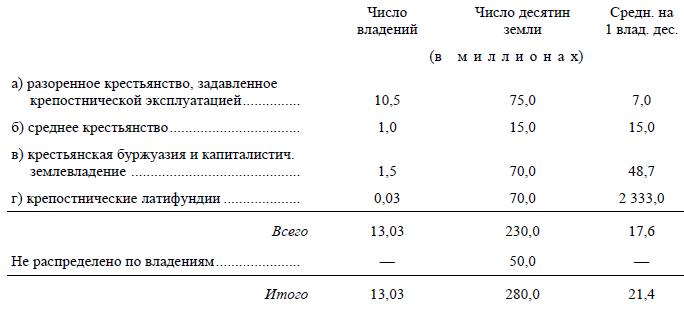 Число Число десятин Средн. на
владений земли 1 влад. дес.
(в миллионах)
а) разоренное крестьянство, задавленное
крепостнической эксплуатацией............... 10,5 75,0 7,0
б) среднее крестьянство.................................. 1,0 15,0 15,0
в) крестьянская буржуазия и капиталистич.
землевладение ........................................... 1,5 70,0 48,7
г) крепостнические латифундии .................... 0,03 70,0 2 333,0
Всего 13,03 230,0 17,6
Не распределено по владениям...................... — 50,0 —
Итого 13,03 280,0 21,4